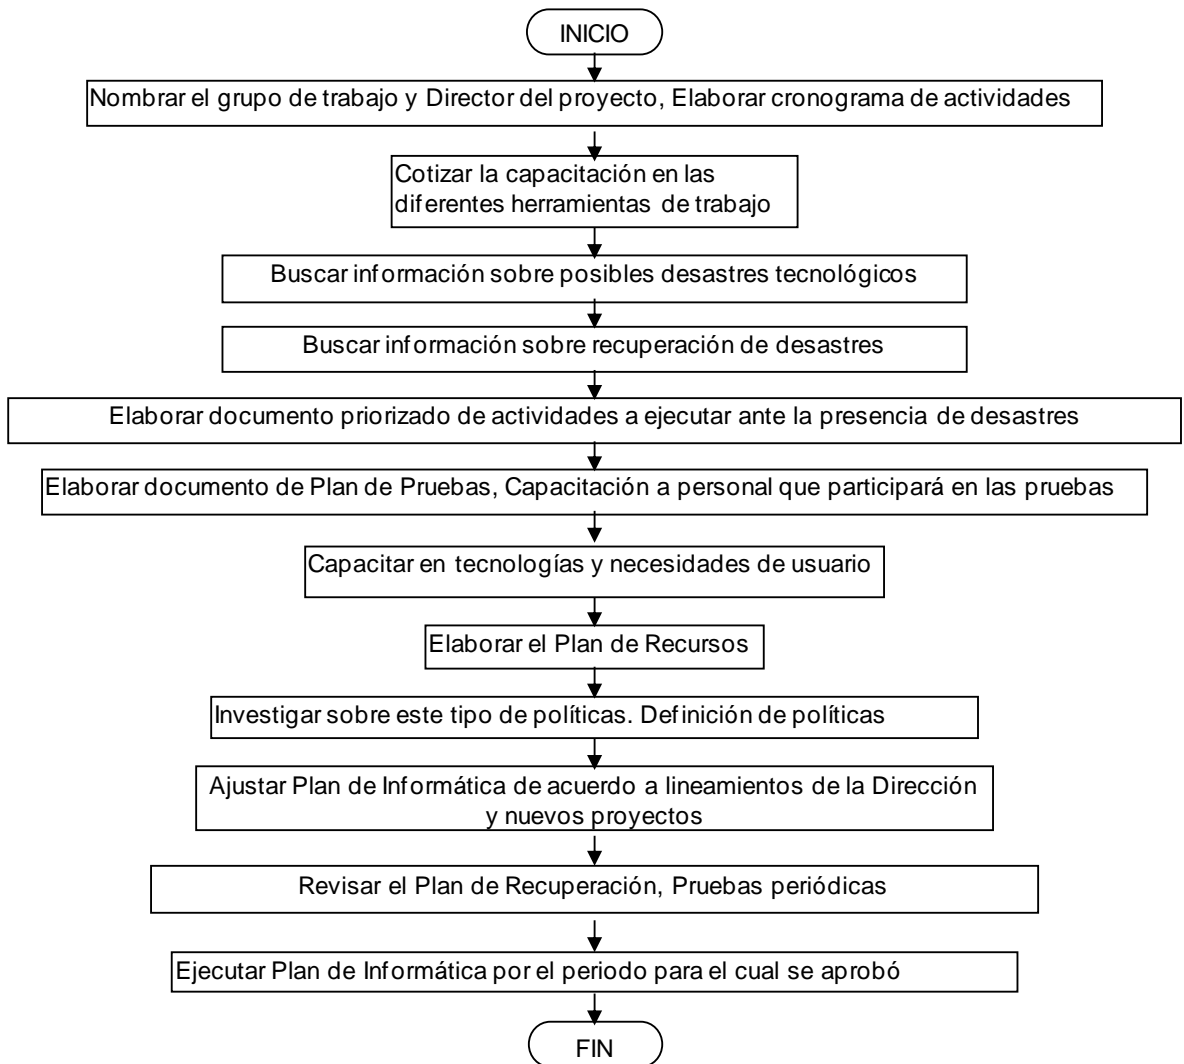 INICIO
Nombrar el grupo de trabajo y Director del proyecto, Elaborar cronograma de actividades
Cotizar la capacitación en las
diferentes herramientas de trabajo
Buscar información sobre posibles desastres tecnológicos
Buscar información sobre recuperación de desastres
Elaborar documento priorizado de actividades a ejecutar ante la presencia de desastres
Elaborar documento de Plan de Pruebas, Capacitación a personal que participará en las pruebas
Capacitar en tecnologías y necesidades de usuario
Elaborar el Plan de Recursos
Investigar sobre este tipo de políticas. Definición de políticas
Ajustar Plan de Informática de acuerdo a lineamientos de la Dirección
y nuevos proyectos
Revisar el Plan de Recuperación, Pruebas periódicas
Ejecutar Plan de Informática por el periodo para el cual se aprobó
FIN